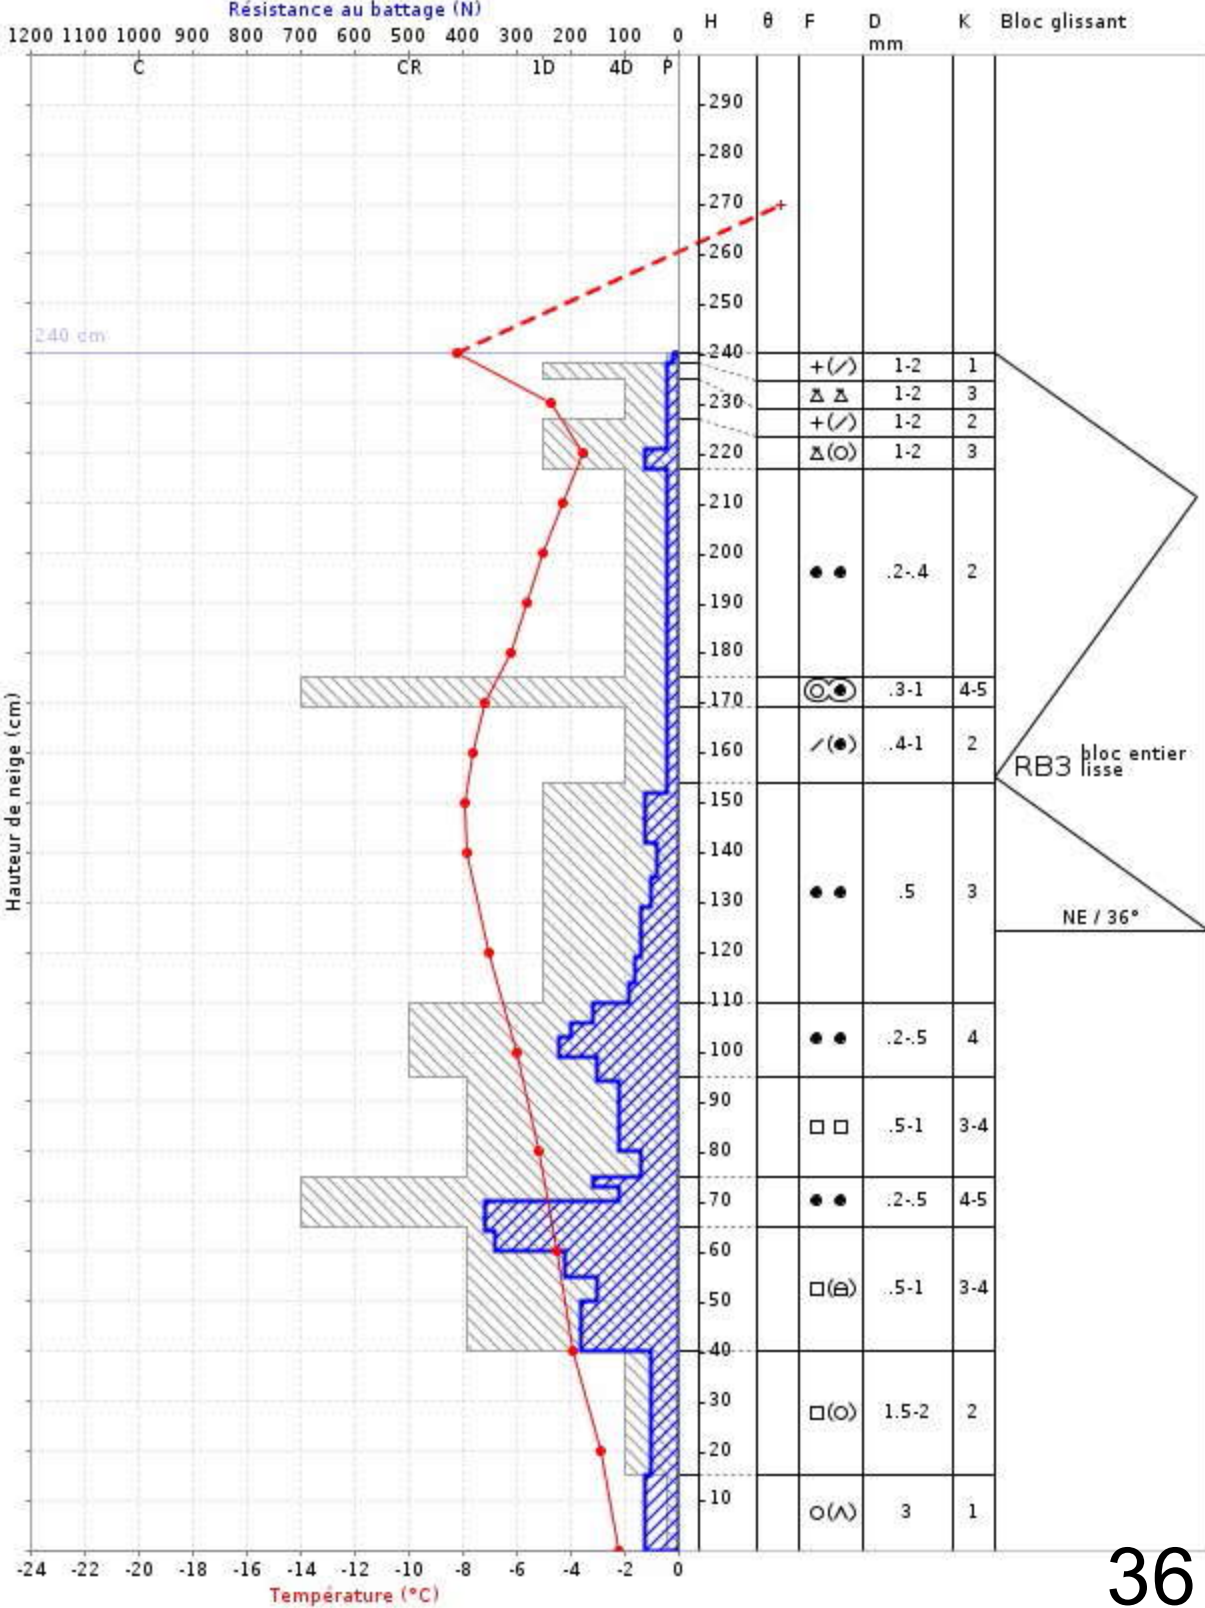 Résistance au battage (N)
1200 1100 1000 900 800 700 600 500 400 300 200 100 0
H θ F D mm K Bloc glissant
C CR 1D 4D P
290
280
270
260
250
240 cm
240
+(/) 1-2 1
1-2 3
230
+(/) 1-2 2
220
(○) 1-2 3
210
200
● ● .2-.4 2
190
180
170
.3-1 4-5
160
/(●) .4-1 2
RB3 bloc entier lisse
150
140
130
● ● .5 3
NE / 36°
120
110
100
● ● .2-.5 4
90
□ □ .5-1 3-4
80
70
● ● .2-.5 4-5
60
50
.5-1 3-4
40
30
□(○) 1.5-2 2
20
10
○(Λ) 3 1
Hauteur de neige (cm)
-24 -22 -20 -18 -16 -14 -12 -10 -8 -6 -4 -2 0
Température (°C)
36